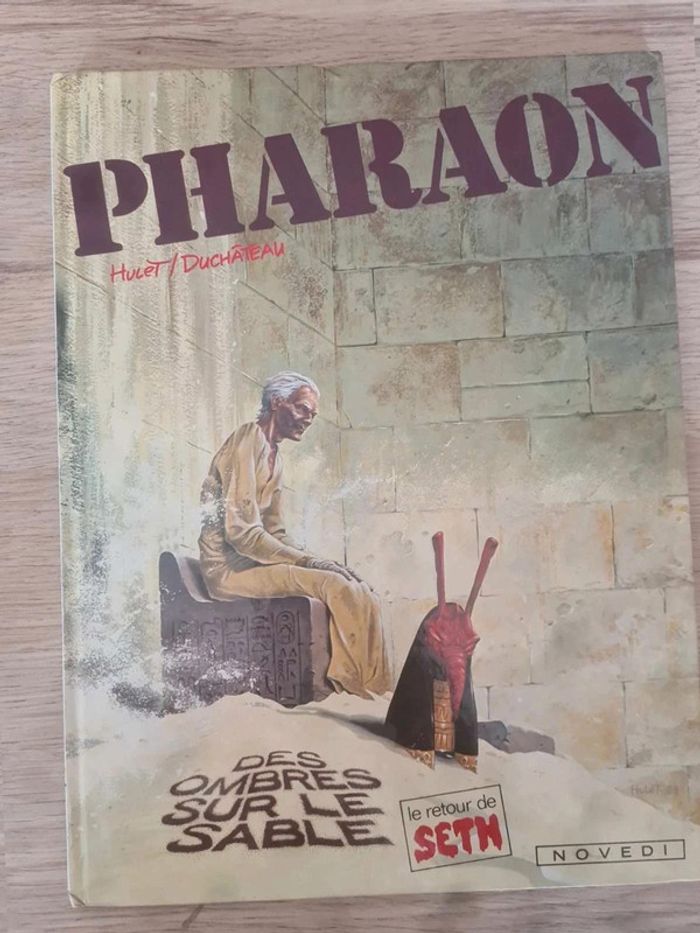 PHARAON
HULET / DUCHÂTEAU
DES
OMBRES
SUR LE
SABLE
le retour de
SETH
NOVEDI